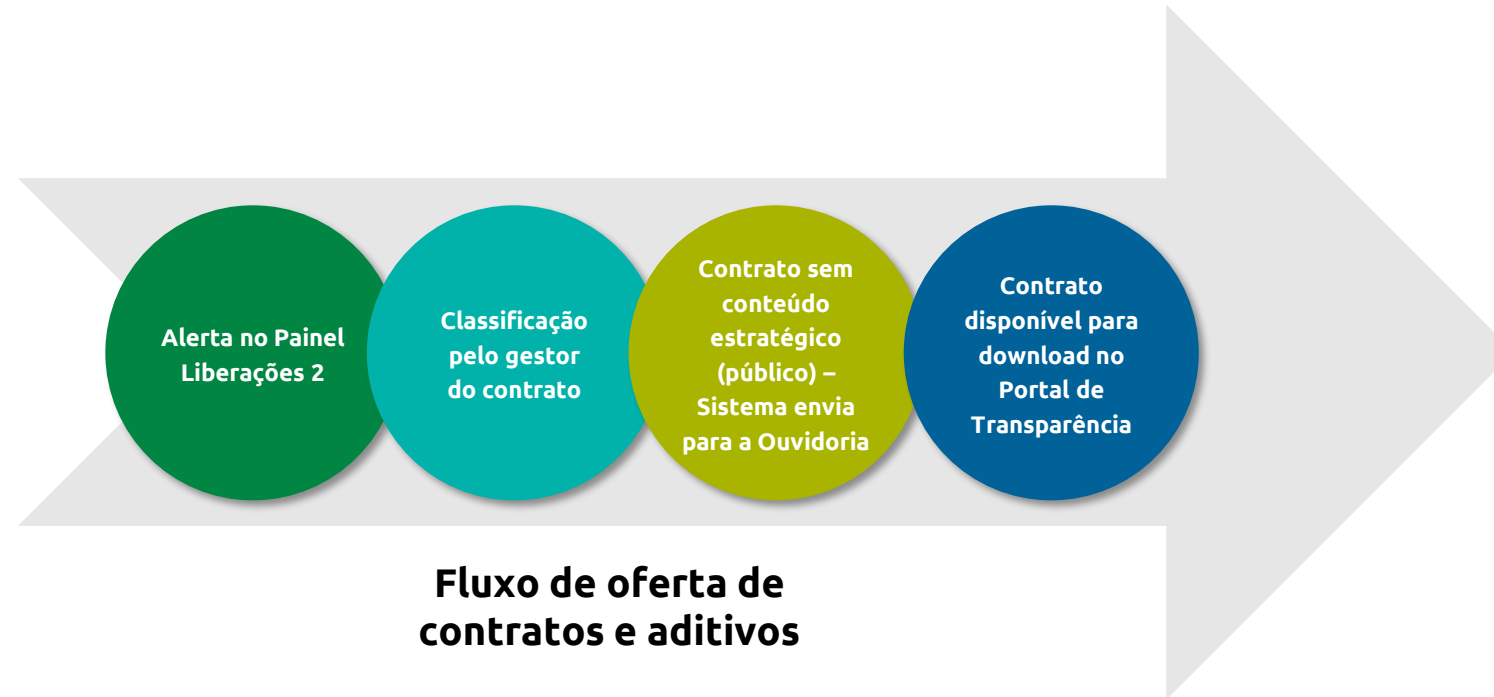 Alerta no Painel
Liberações 2
Classificação
pelo gestor
do contrato
Contrato sem
conteúdo
estratégico
(público) –
Sistema envia
para a Ouvidoria
Contrato
disponível para
download no
Portal de
Transparência
Fluxo de oferta de
contratos e aditivos